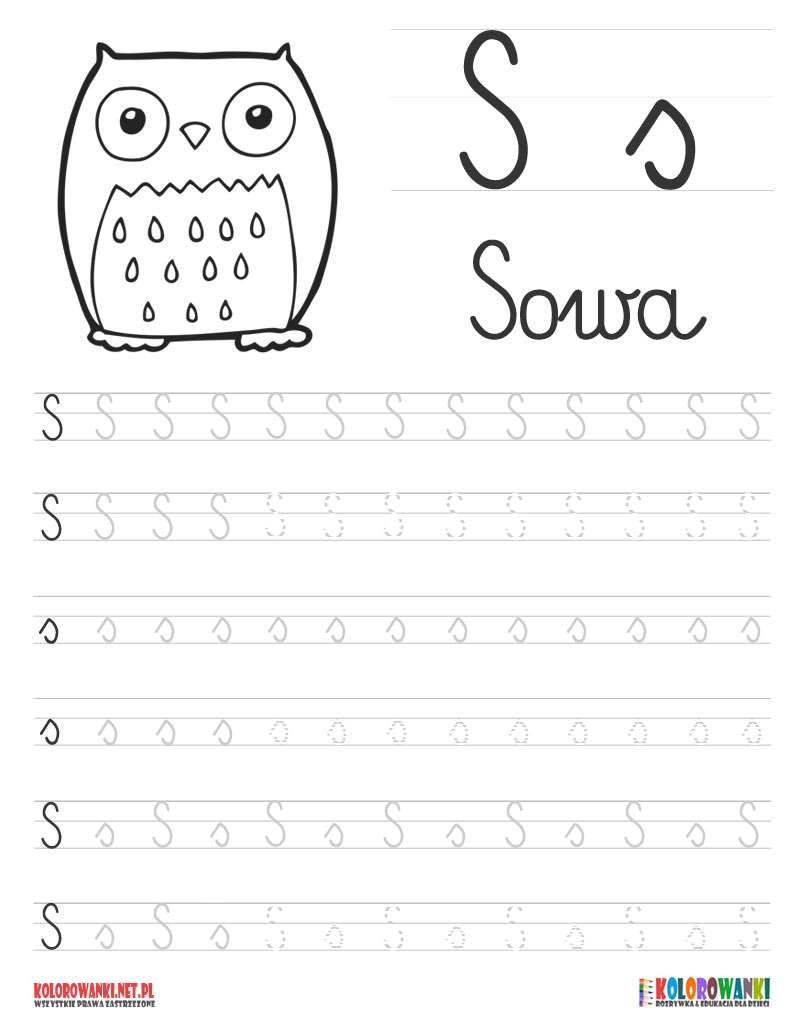 S s
Sowa
S S S S S S S S S S S S S
S S S S S S S S S S S S S
s s s s s s s s s s s s s
s s s s s s s s s s s s s
S s S s S s S s S s S s S
S s S s S s S s S s S s S
KOLOROWANKI.NET.PL
WSZYSTKIE PRAWA ZASTRZEŻONE
KOLOROWANKI
ROZRYWKA & EDUKACJA DLA DZIECI